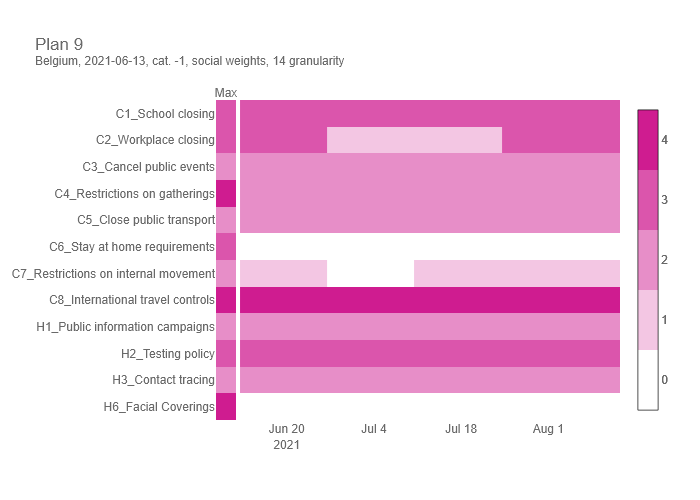 Plan 9
Belgium, 2021-06-13, cat. -1, social weights, 14 granularity
Max
C1_School closing
C2_Workplace closing
C3_Cancel public events
C4_Restrictions on gatherings
C5_Close public transport
C6_Stay at home requirements
C7_Restrictions on internal movement
C8_International travel controls
H1_Public information campaigns
H2_Testing policy
H3_Contact tracing
H6_Facial Coverings
Jun 20
2021
Jul 4
Jul 18
Aug 1
4
3
2
1
0